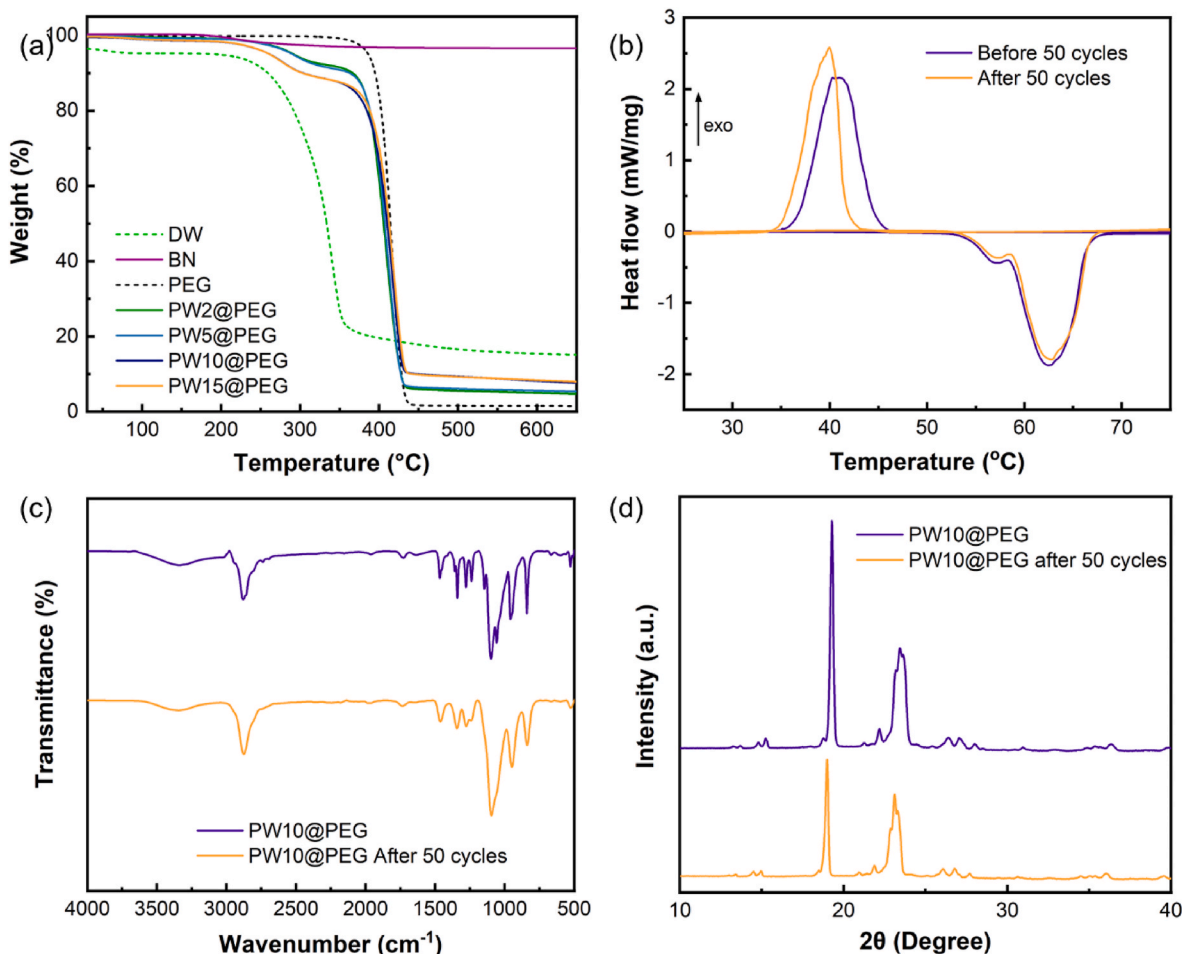 (a)
100
80
60
40
20
0
Weight (%)
DW
BN
PEG
PW2@PEG
PW5@PEG
PW10@PEG
PW15@PEG
100
200
300
400
500
600
Temperature (°C)
(b)
3
2
1
0
-1
-2
Heat flow (mW/mg)
exo
Before 50 cycles
After 50 cycles
30
40
50
60
70
Temperature (°C)
(c)
Transmittance (%)
PW10@PEG
PW10@PEG After 50 cycles
4000
3500
3000
2500
2000
1500
1000
500
Wavenumber (cm⁻¹)
(d)
Intensity (a.u.)
PW10@PEG
PW10@PEG after 50 cycles
10
20
30
40
2θ (Degree)